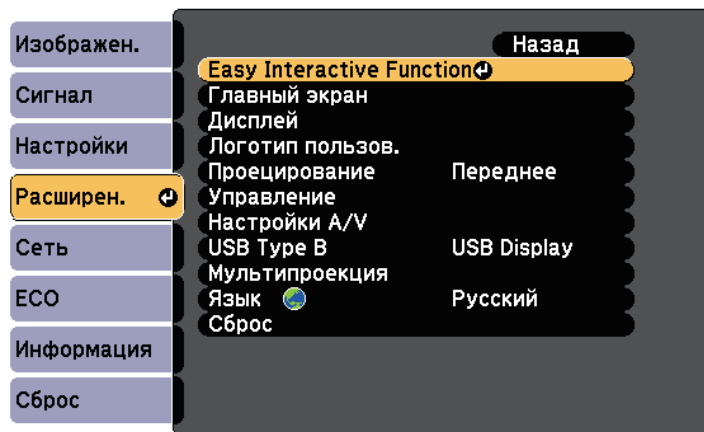 Изображен.
Сигнал
Настройки
Расширен.
Сеть
ECO
Информация
Сброс
Назад
Easy Interactive Function
Главный экран
Дисплей
Логотип пользов.
Проецирование Переднее
Управление
Настройки A/V
USB Type B USB Display
Мультипроекция
Язык Русский
Сброс